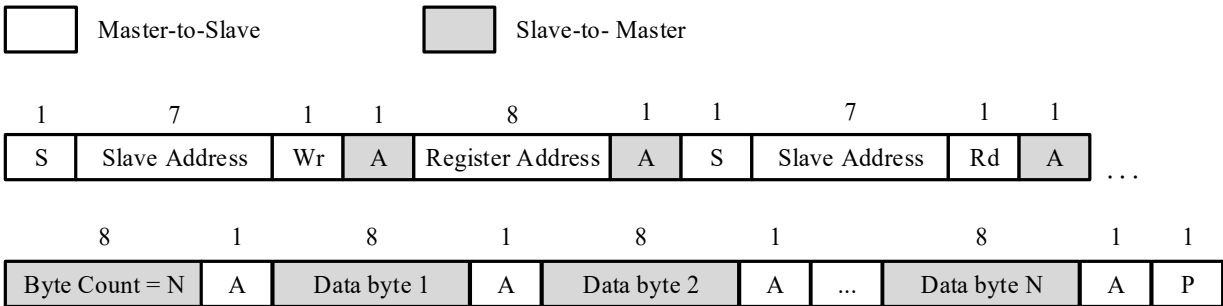 Master-to-Slave Slave-to- Master
1 7 1 1 8 1 1 7 1 1
S Slave Address Wr A Register Address A S Slave Address Rd A ...
8 1 8 1 8 1 8 1 1
Byte Count = N A Data byte 1 A Data byte 2 A ... Data byte N A P